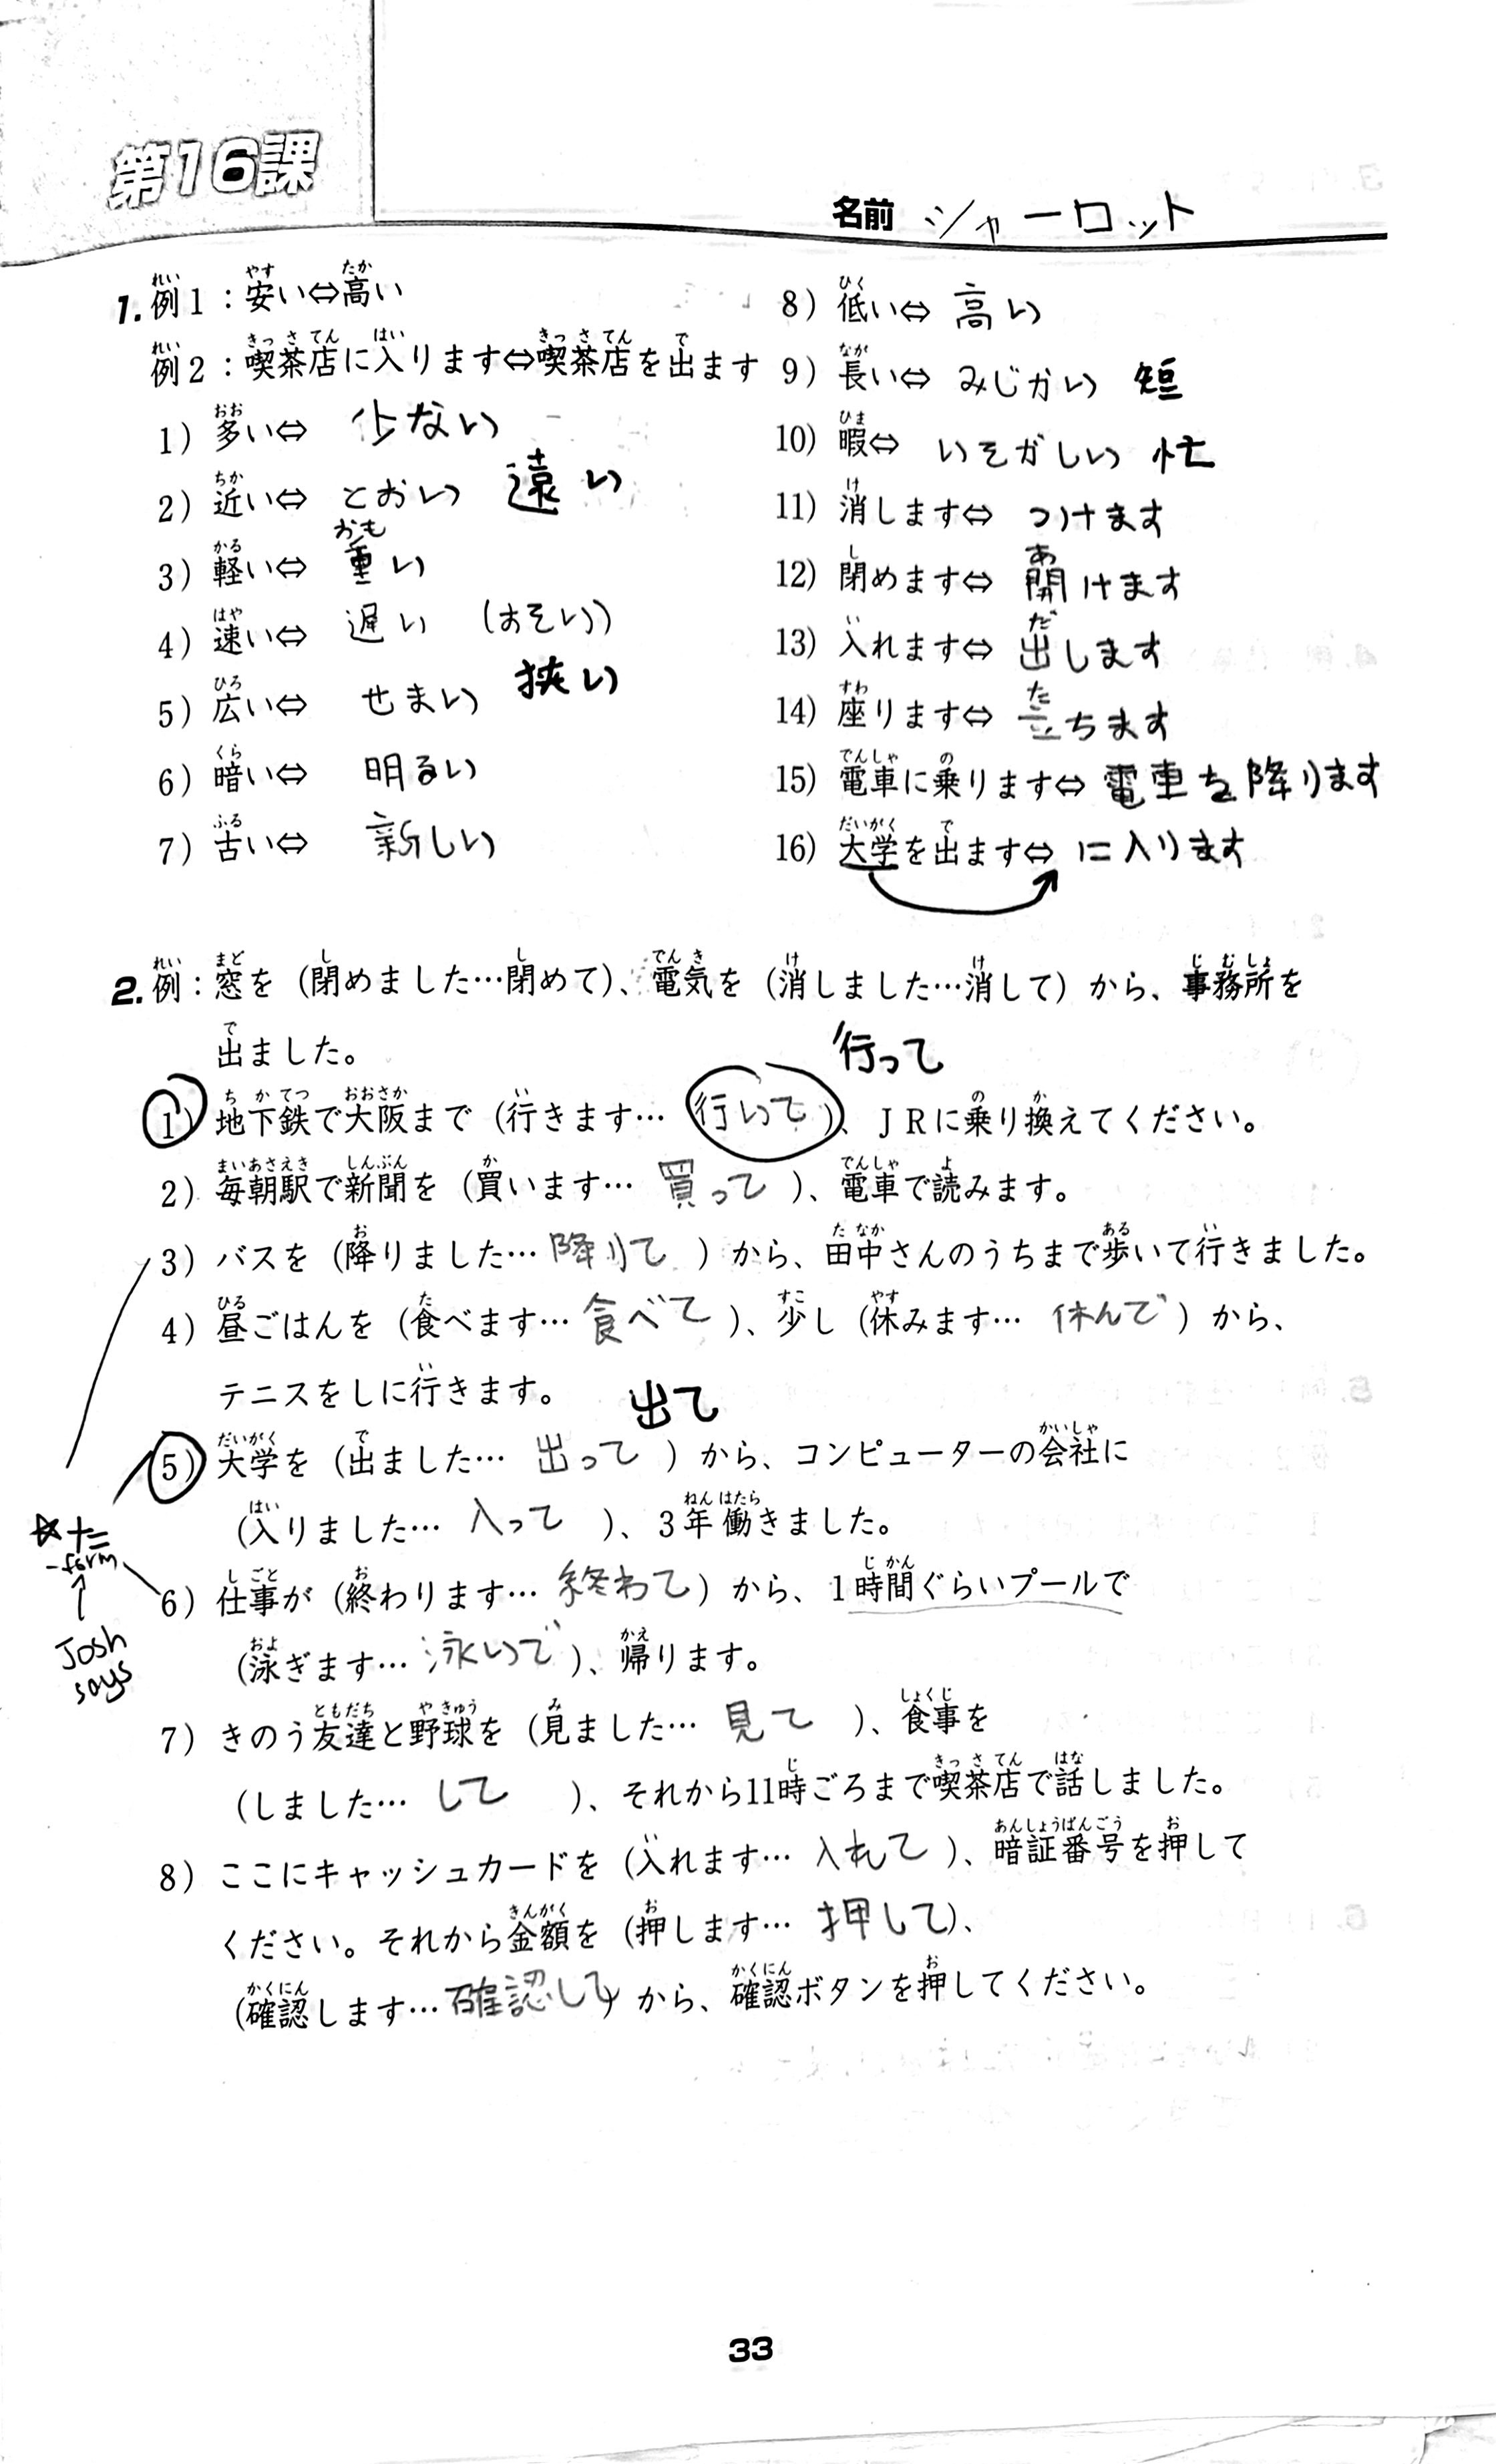 第16課
名前 シャーロット
1. 例1：安い⇔高い
例2：喫茶店に入ります⇔喫茶店を出ます
1) 多い⇔ 少ない
2) 近い⇔ とおい 遠い
3) 軽い⇔ 重い
4) 速い⇔ 遅い (おそい)
5) 広い⇔ せまい 狭い
6) 暗い⇔ 明るい
7) 古い⇔ 新しい
8) 低い⇔ 高い
9) 長い⇔ みじかい 短
10) 暇⇔ いそがしい 忙
11) 消します⇔ つけます
12) 閉めます⇔ 開けます
13) 入れます⇔ 出します
14) 座ります⇔ 立ちます
15) 電車に乗ります⇔ 電車を降ります
16) 大学を出ます⇔ に入ります
2. 例：窓を（閉めました…閉めて）、電気を（消しました…消して）から、事務所を
出ました。
行って
1) 地下鉄で大阪まで（行きます… 行いて ）、ＪＲに乗り換えてください。
2) 毎朝駅で新聞を（買います… 買って ）、電車で読みます。
3) バスを（降りました… 降りて ）から、田中さんのうちまで歩いて行きました。
4) 昼ごはんを（食べます… 食べて ）、少し（休みます… 休んで ）から、
テニスをしに行きます。
出て
5) 大学を（出ました… 出って ）から、コンピューターの会社に
（入りました… 入って ）、3年働きました。
☆た
-form
Josh
says
6) 仕事が（終わります… 終わて ）から、1時間ぐらいプールで
（泳ぎます… 泳いで ）、帰ります。
7) きのう友達と野球を（見ました… 見て ）、食事を
（しました… して ）、それから11時ごろまで喫茶店で話しました。
8) ここにキャッシュカードを（入れます… 入れて ）、暗証番号を押して
ください。それから金額を（押します… 押して）、
（確認します… 確認して）から、確認ボタンを押してください。
33